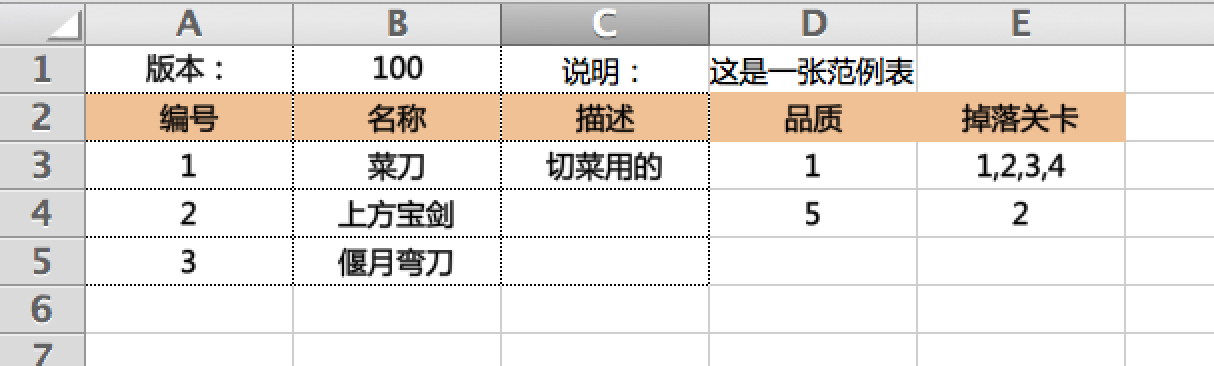 A B C D E
1 版本： 100 说明： 这是一张范例表
2 编号 名称 描述 品质 掉落关卡
3 1 菜刀 切菜用的 1 1,2,3,4
4 2 上方宝剑 5 2
5 3 偃月弯刀
6
7